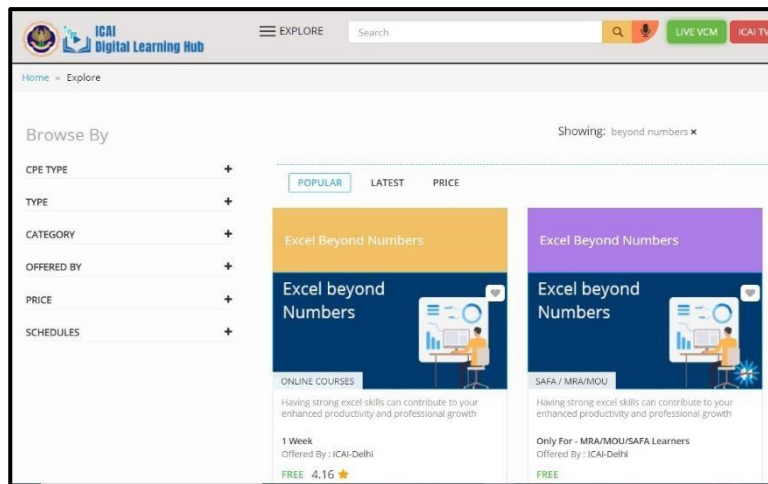 ICAI
Digital Learning Hub
EXPLORE
Search
LIVE VCM
ICAI TV
Home » Explore
Browse By
Showing: beyond numbers ×
CPE TYPE +
TYPE +
CATEGORY +
OFFERED BY +
PRICE +
SCHEDULES +
POPULAR LATEST PRICE
Excel Beyond Numbers
Excel beyond
Numbers
ONLINE COURSES
Having strong excel skills can contribute to your
enhanced productivity and professional growth
1 Week
Offered By : ICAI-Delhi
FREE 4.16
Excel Beyond Numbers
Excel beyond
Numbers
SAFA / MRA/MOU
Having strong excel skills can contribute to your
enhanced productivity and professional growth
Only For - MRA/MOU/SAFA Learners
Offered By : ICAI-Delhi
FREE